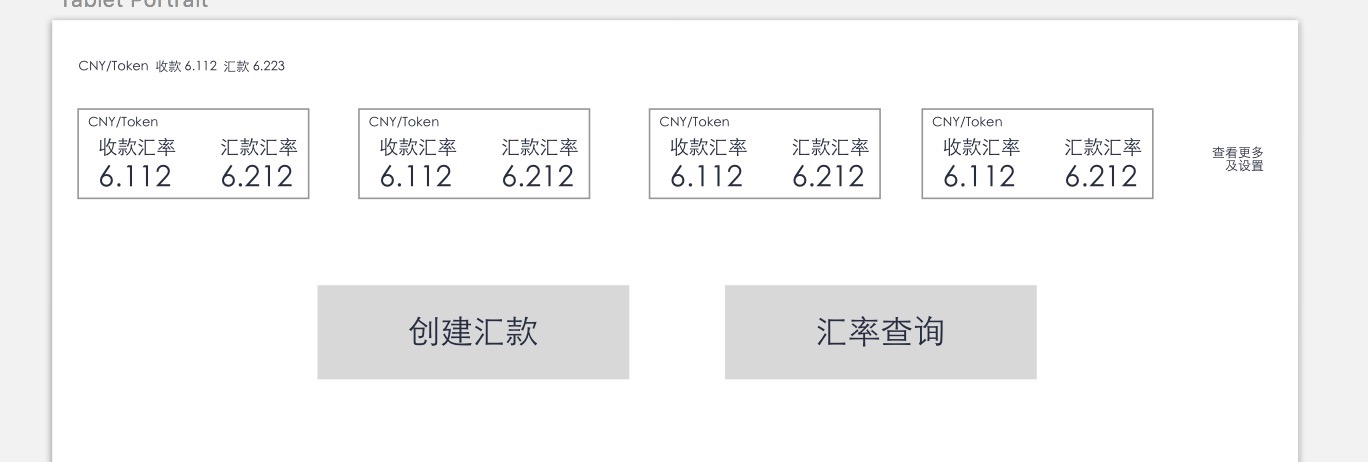 Tablet Portrait
CNY/Token 收款 6.112 汇款 6.223
CNY/Token
收款汇率 汇款汇率
6.112 6.212
CNY/Token
收款汇率 汇款汇率
6.112 6.212
CNY/Token
收款汇率 汇款汇率
6.112 6.212
CNY/Token
收款汇率 汇款汇率
6.112 6.212
查看更多
及设置
创建汇款
汇率查询